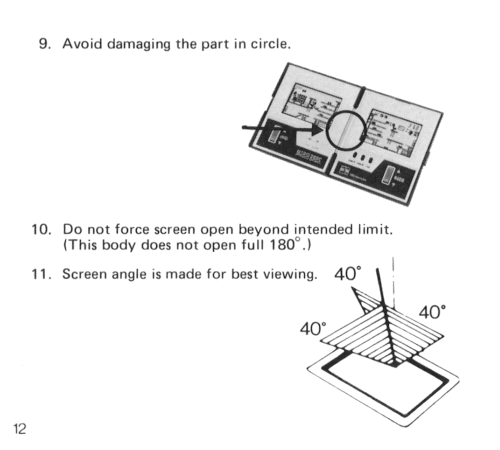 9. Avoid damaging the part in circle.
10. Do not force screen open beyond intended limit.
(This body does not open full 180°.)
11. Screen angle is made for best viewing.
40°
40°
40°
12